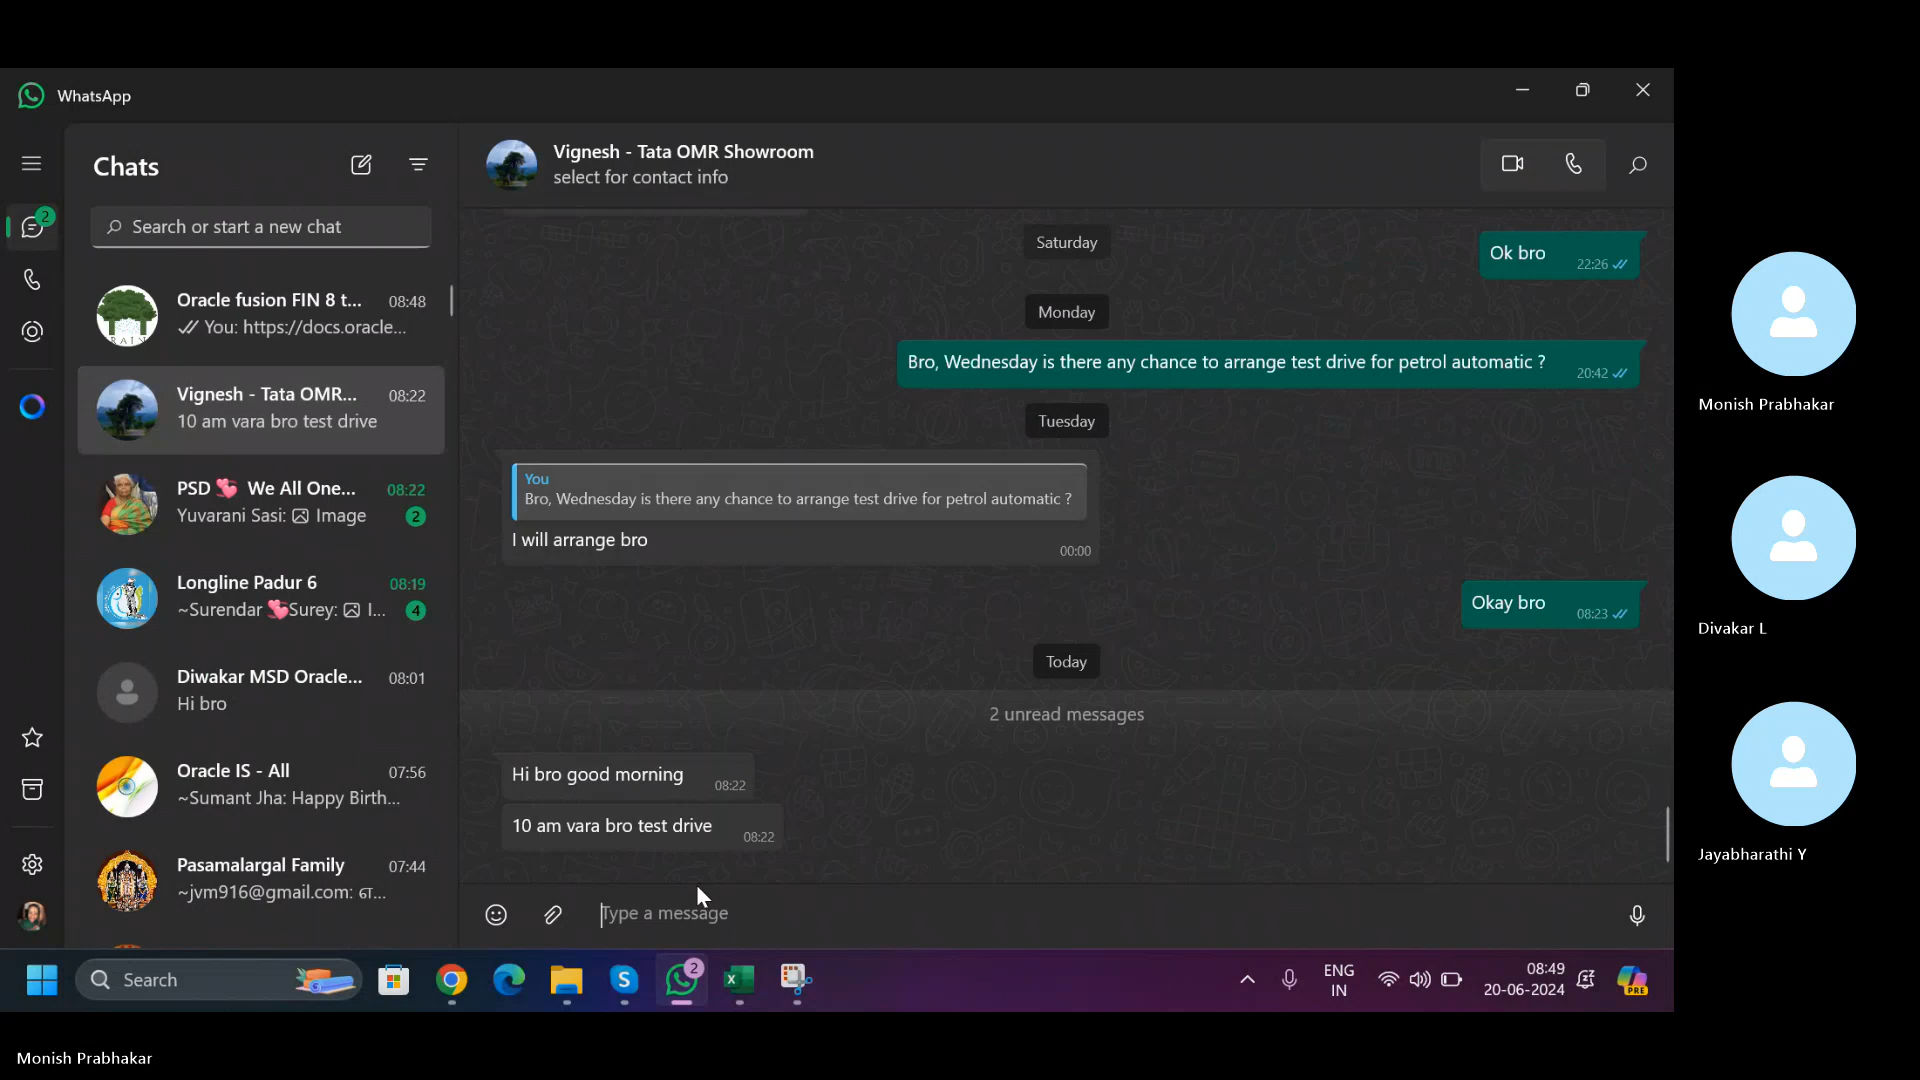 WhatsApp
Chats
Search or start a new chat
2
Oracle fusion FIN 8 t... 08:48
You: https://docs.oracle...
Vignesh - Tata OMR... 08:22
10 am vara bro test drive
PSD 💞 We All One... 08:22
Yuvarani Sasi: Image 2
Longline Padur 6 08:19
~Surendar 💞Surey: I... 4
Diwakar MSD Oracle... 08:01
Hi bro
Oracle IS - All 07:56
~Sumant Jha: Happy Birth...
Pasamalargal Family 07:44
~jvm916@gmail.com: எ...
Vignesh - Tata OMR Showroom
select for contact info
Saturday
Ok bro 22:26
Monday
Bro, Wednesday is there any chance to arrange test drive for petrol automatic ? 20:42
Tuesday
You
Bro, Wednesday is there any chance to arrange test drive for petrol automatic ?
I will arrange bro 00:00
Okay bro 08:23
Today
2 unread messages
Hi bro good morning 08:22
10 am vara bro test drive 08:22
Type a message
Monish Prabhakar
Divakar L
Jayabharathi Y
Search
2
ENG
IN
08:49
20-06-2024
PRE
Monish Prabhakar